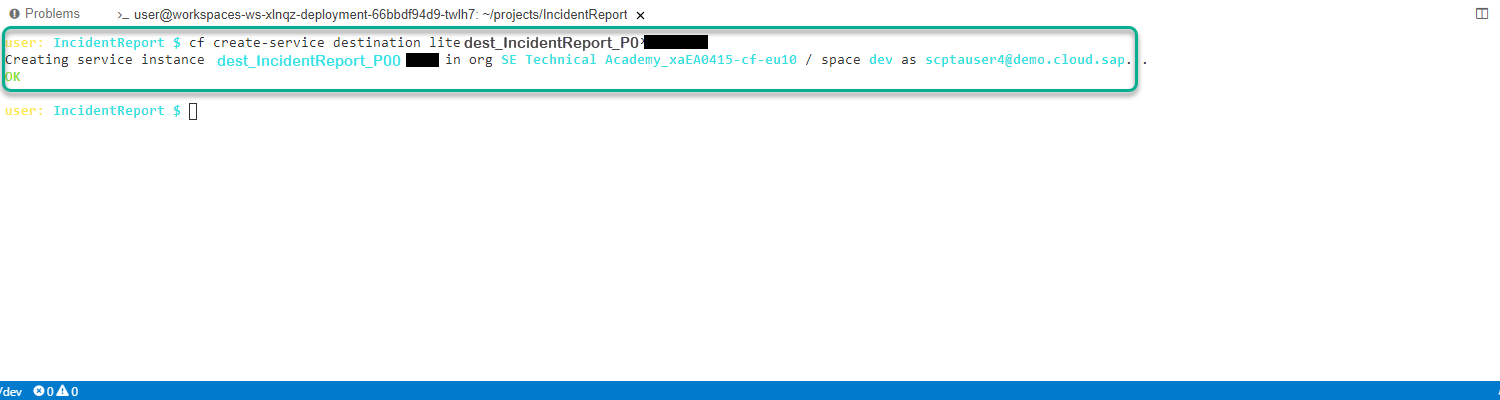 Problems >_ user@workspaces-ws-xlnqz-deployment-66bbdf94d9-twlh7: ~/projects/IncidentReport ×
user: IncidentReport $ cf create-service destination lite dest_IncidentReport_P0
Creating service instance dest_IncidentReport_P00 in org SE Technical Academy_xaEA0415-cf-eu10 / space dev as scptauser4@demo.cloud.sap...
OK
user: IncidentReport $
/dev 0 0